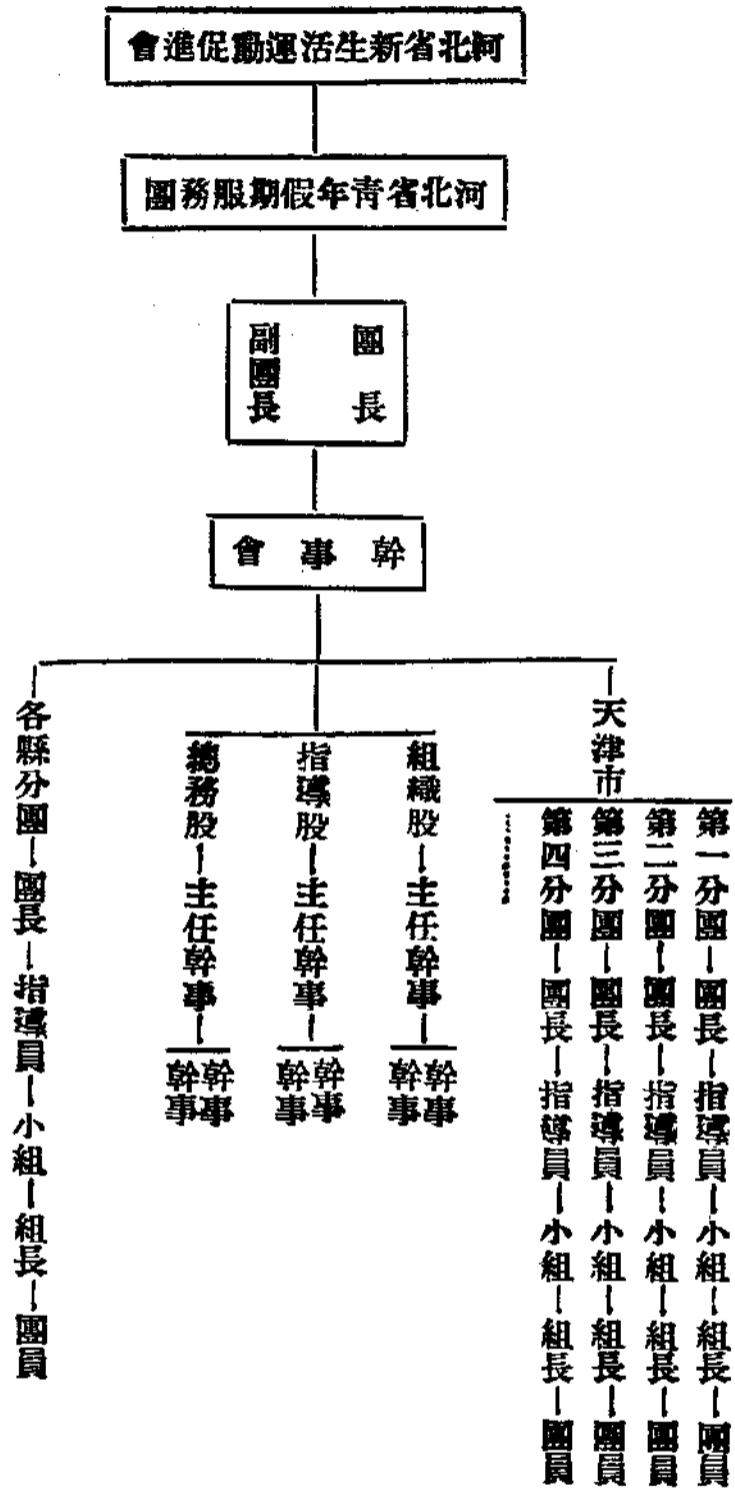 河北省新生活運動促進會
河北省青年假期服務團
團長
副團長
幹事會
天津市
第一分團—團長—指導員—小組—組長—團員
第二分團—團長—指導員—小組—組長—團員
第三分團—團長—指導員—小組—組長—團員
第四分團—團長—指導員—小組—組長—團員
…………
組織股—主任幹事—幹事
幹事
指導股—主任幹事—幹事
幹事
總務股—主任幹事—幹事
幹事
各縣分團—團長—指導員—小組—組長—團員